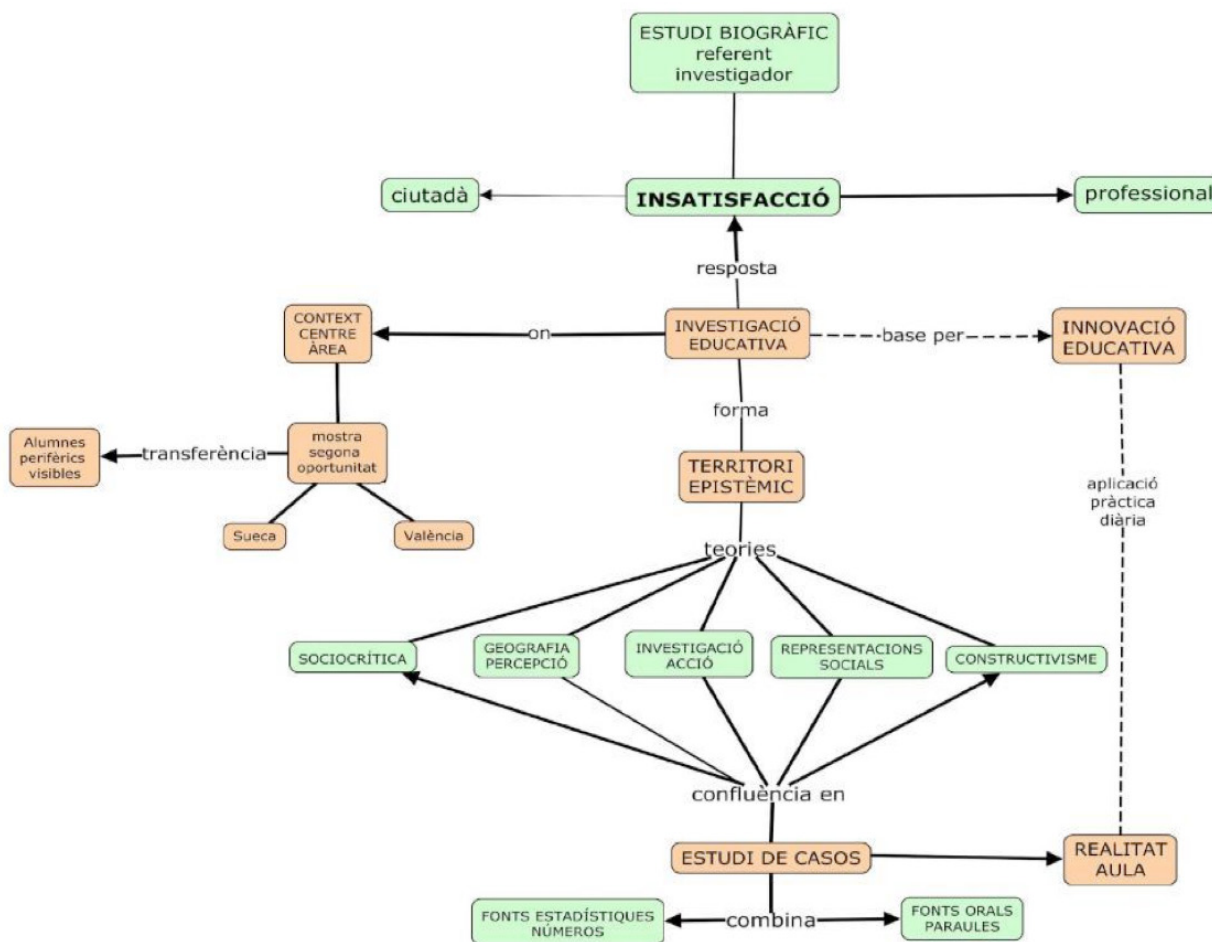 ESTUDI BIOGRÀFIC
referent
investigador
ciutadà
INSATISFACCIÓ
professional
resposta
CONTEXT
CENTRE
ÀREA
on
INVESTIGACIÓ
EDUCATIVA
base per
INNOVACIÓ
EDUCATIVA
forma
Alumnes
perifèrics
visibles
transferència
mostra
segona
oportunitat
TERRITORI
EPISTÈMIC
aplicació
pràctica
diària
Sueca
València
teories
SOCIOCRÍTICA
GEOGRAFIA
PERCEPCIÓ
INVESTIGACIÓ
ACCIÓ
REPRESENTACIONS
SOCIALS
CONSTRUCTIVISME
confluència en
ESTUDI DE CASOS
REALITAT
AULA
FONTS ESTADÍSTIQUES
NÚMEROS
combina
FONTS ORALS
PARAULES